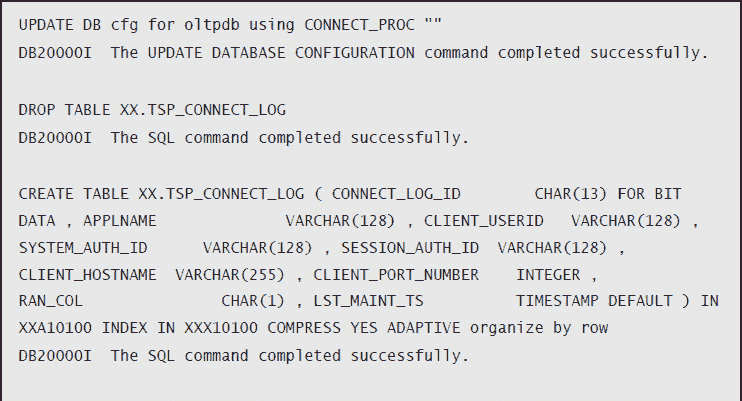 UPDATE DB cfg for oltpdb using CONNECT_PROC ""
DB20000I  The UPDATE DATABASE CONFIGURATION command completed successfully.
DROP TABLE XX.TSP_CONNECT_LOG
DB20000I  The SQL command completed successfully.
CREATE TABLE XX.TSP_CONNECT_LOG ( CONNECT_LOG_ID         CHAR(13) FOR BIT
DATA , APPLNAME              VARCHAR(128) , CLIENT_USERID   VARCHAR(128) ,
SYSTEM_AUTH_ID      VARCHAR(128) , SESSION_AUTH_ID  VARCHAR(128) ,
CLIENT_HOSTNAME  VARCHAR(255) , CLIENT_PORT_NUMBER    INTEGER ,
RAN_COL               CHAR(1) , LST_MAINT_TS          TIMESTAMP DEFAULT ) IN
XXA10100 INDEX IN XXX10100 COMPRESS YES ADAPTIVE organize by row
DB20000I  The SQL command completed successfully.